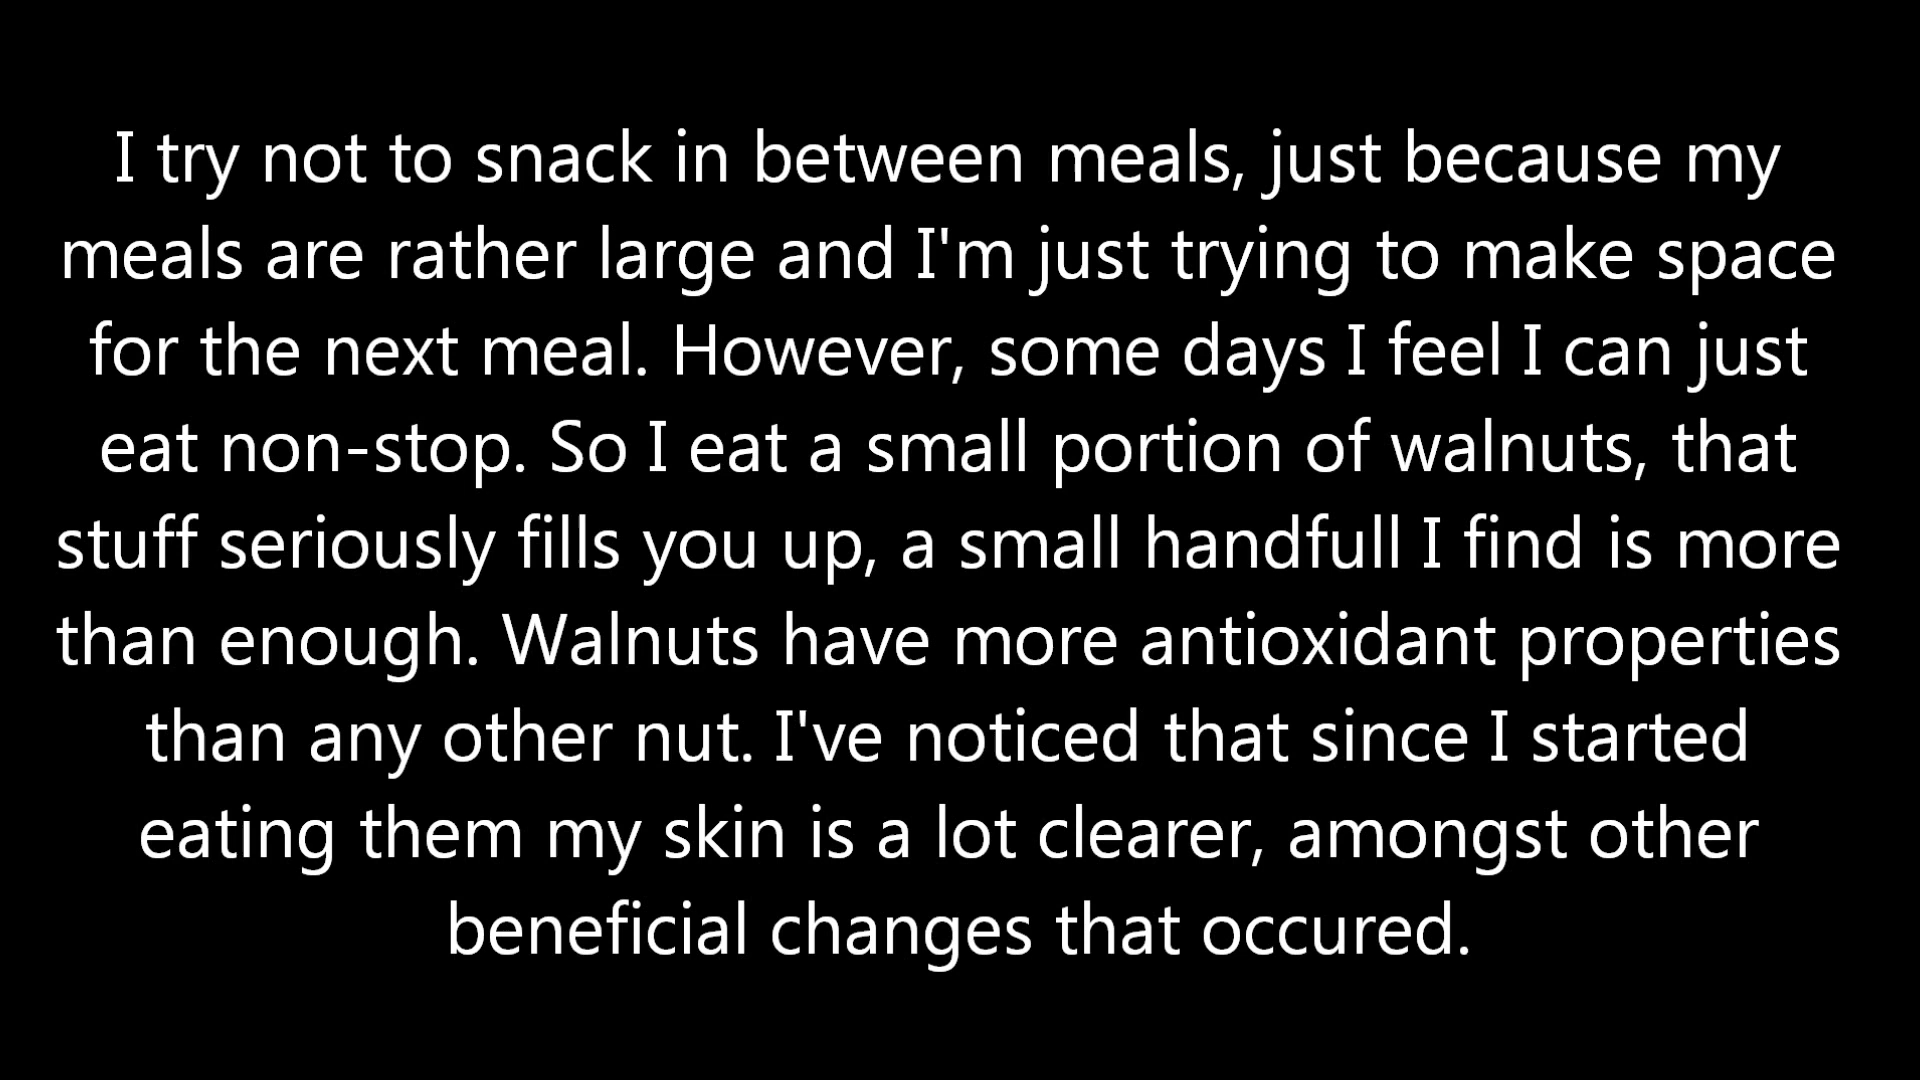 I try not to snack in between meals, just because my
meals are rather large and I'm just trying to make space
for the next meal. However, some days I feel I can just
eat non-stop. So I eat a small portion of walnuts, that
stuff seriously fills you up, a small handfull I find is more
than enough. Walnuts have more antioxidant properties
than any other nut. I've noticed that since I started
eating them my skin is a lot clearer, amongst other
beneficial changes that occured.